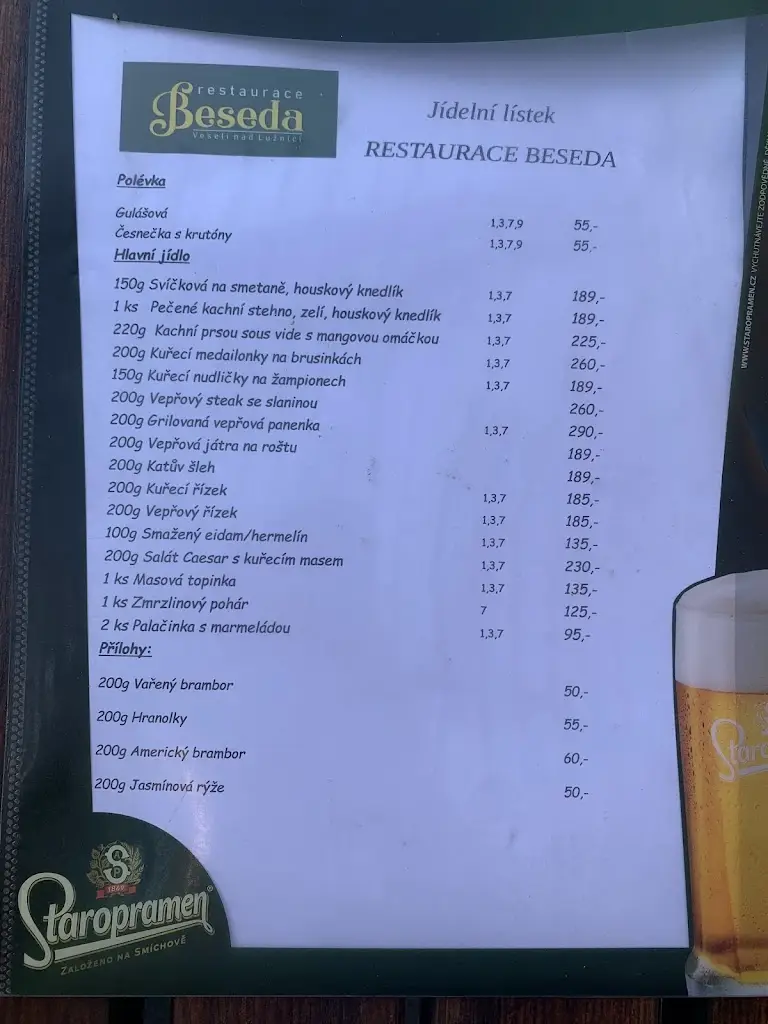 restaurace
Beseda
Veselí nad Lužnicí
Jídelní lístek
RESTAURACE BESEDA
Polévka
Gulášová 1,3,7,9 55,-
Česnečka s krutóny 1,3,7,9 55,-
Hlavní jídlo
150g Svíčková na smetaně, houskový knedlík 1,3,7 189,-
1 ks Pečené kachní stehno, zelí, houskový knedlík 1,3,7 189,-
220g Kachní prsou sous vide s mangovou omáčkou 1,3,7 225,-
200g Kuřecí medailonky na brusinkách 1,3,7 260,-
150g Kuřecí nudličky na žampionech 1,3,7 189,-
200g Vepřový steak se slaninou 260,-
200g Grilovaná vepřová panenka 1,3,7 290,-
200g Vepřová játra na roštu 189,-
200g Katův šleh 189,-
200g Kuřecí řízek 1,3,7 185,-
200g Vepřový řízek 1,3,7 185,-
100g Smažený eidam/hermelín 1,3,7 135,-
200g Salát Caesar s kuřecím masem 1,3,7 230,-
1 ks Masová topinka 1,3,7 135,-
1 ks Zmrzlinový pohár 7 125,-
2 ks Palačinka s marmeládou 1,3,7 95,-
Přílohy:
200g Vařený brambor 50,-
200g Hranolky 55,-
200g Americký brambor 60,-
200g Jasmínová rýže 50,-
S
1869
Staropramen
ZALOŽENO NA SMÍCHOVĚ
WWW.STAROPRAMEN.CZ VYCHUTNÁVEJTE ZODPOVĚDNĚ.